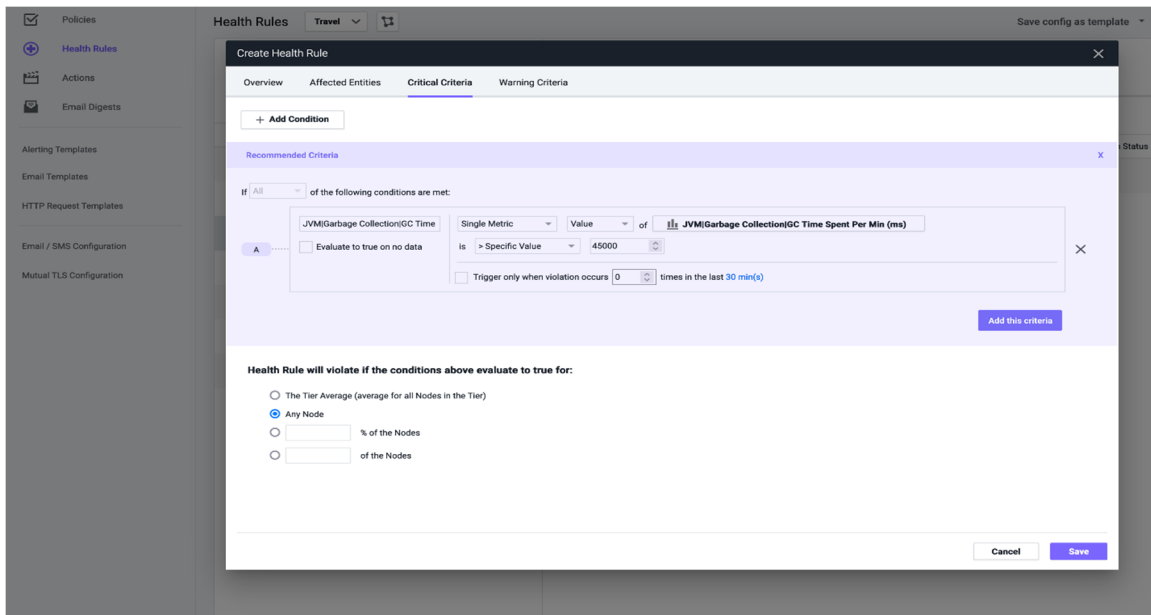 Policies
Health Rules
Travel
Save config as template
Health Rules
Actions
Email Digests
Alerting Templates
Email Templates
HTTP Request Templates
Email / SMS Configuration
Mutual TLS Configuration
Status
Create Health Rule
Overview
Affected Entities
Critical Criteria
Warning Criteria
+ Add Condition
Recommended Criteria
X
If All of the following conditions are met:
A
JVM|Garbage Collection|GC Time
Single Metric
Value
of
JVM|Garbage Collection|GC Time Spent Per Min (ms)
Evaluate to true on no data
is
> Specific Value
45000
Trigger only when violation occurs 0 times in the last 30 min(s)
Add this criteria
Health Rule will violate if the conditions above evaluate to true for:
The Tier Average (average for all Nodes in the Tier)
Any Node
% of the Nodes
of the Nodes
Cancel
Save